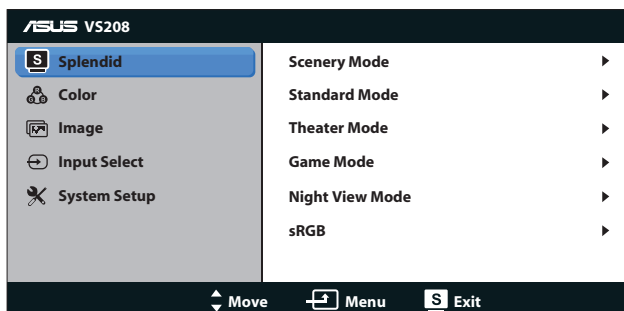 ASUS VS208
S Splendid
Color
Image
Input Select
System Setup
Scenery Mode
Standard Mode
Theater Mode
Game Mode
Night View Mode
sRGB
Move Menu S Exit